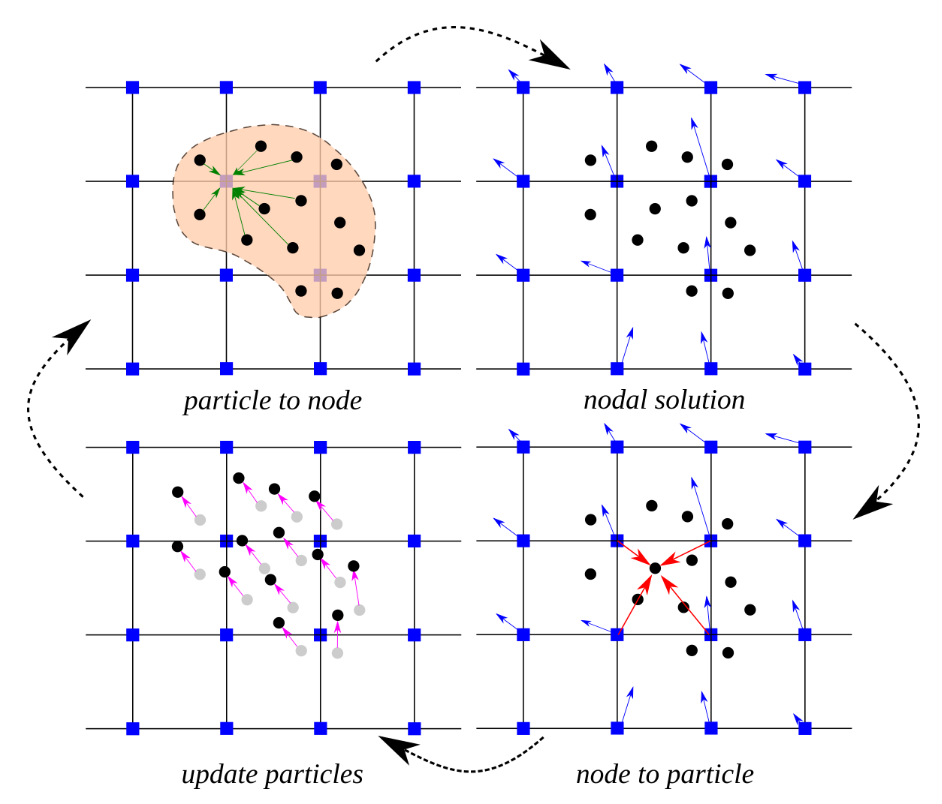 particle to node
nodal solution
update particles
node to particle